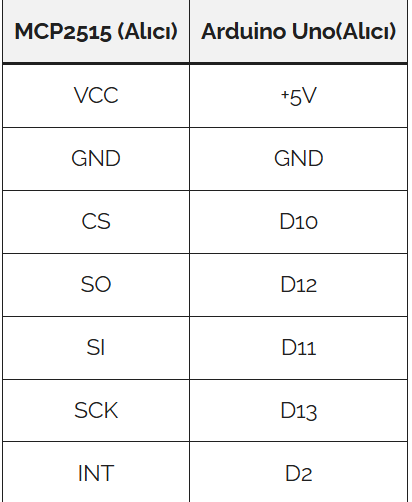 MCP2515 (Alıcı) Arduino Uno(Alıcı)
VCC +5V
GND GND
CS D10
SO D12
SI D11
SCK D13
INT D2